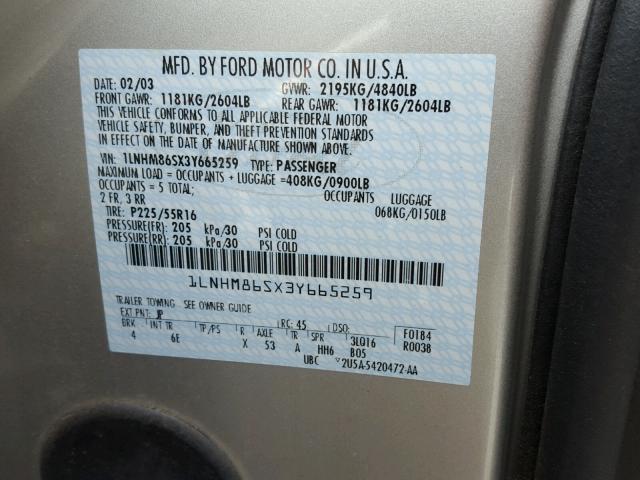 MFD. BY FORD MOTOR CO. IN U.S.A.
DATE: 02/03 GVWR: 2195KG/4840LB
FRONT GAWR: 1181KG/2604LB REAR GAWR: 1181KG/2604LB
THIS VEHICLE CONFORMS TO ALL APPLICABLE FEDERAL MOTOR
VEHICLE SAFETY, BUMPER, AND THEFT PREVENTION STANDARDS
IN EFFECT ON THE DATE OF MANUFACTURE SHOWN
ABOVE.
VIN: 1LNHM86SX3Y665259 TYPE: PASSENGER
MAXIMUM LOAD = OCCUPANTS + LUGGAGE = 408KG/0900LB
OCCUPANTS = 5 TOTAL; OCCUPANTS LUGGAGE
2 FR, 3 RR 068KG/0150LB
TIRE: P225/55R16
PRESSURE(FR): 205 kPa/30 PSI COLD
PRESSURE(RR): 205 kPa/30 PSI COLD
1LNHM86SX3Y665259
TRAILER TOWING SEE OWNER GUIDE
EXT PNT: JP RC: 45 DSO: F0184
BRK INT TR TP/PS R AXLE TR SPR 3L016 R0038
4 6E X 53 A HH6 B05
UBC 2U5A-5420472-AA